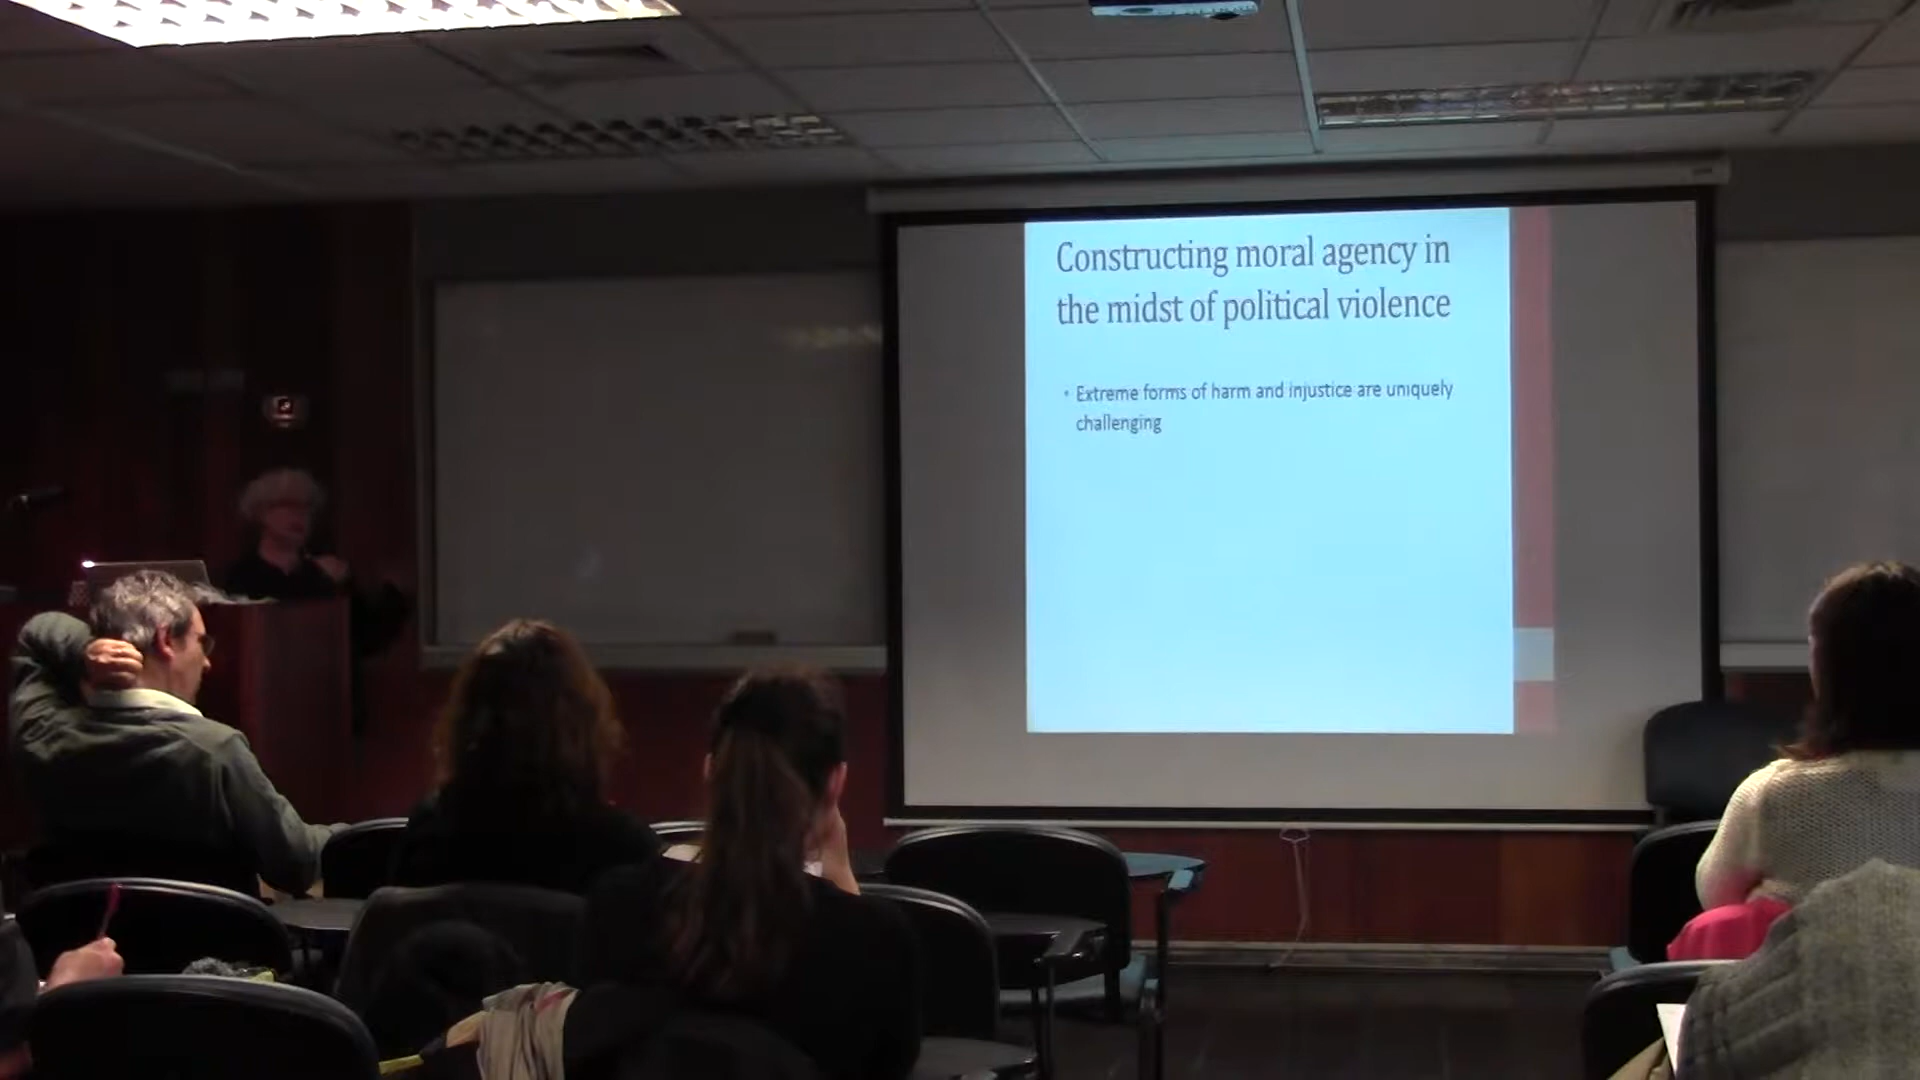 Constructing moral agency in
the midst of political violence
• Extreme forms of harm and injustice are uniquely
challenging